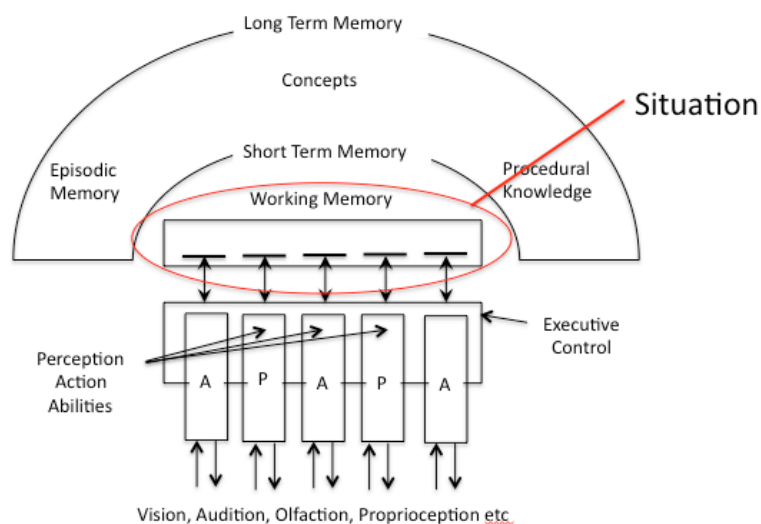 Long Term Memory
Concepts
Situation
Short Term Memory
Episodic
Memory
Procedural
Knowledge
Working Memory
Executive
Control
Perception
Action
Abilities
A
P
A
P
A
Vision, Audition, Olfaction, Proprioception etc